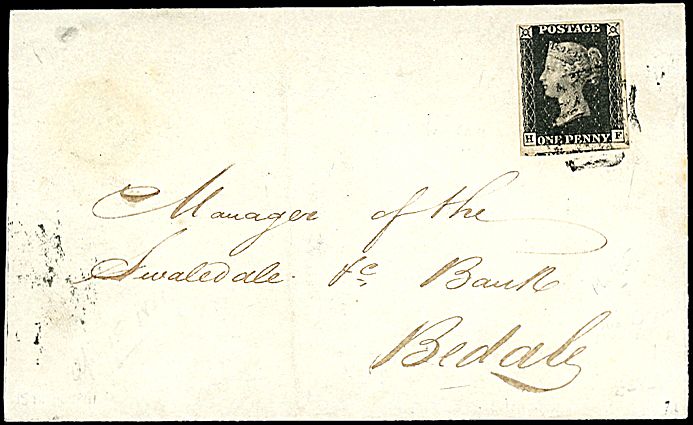 POSTAGE
H ONE PENNY F
Manager of the
Swaledale &c. Bank
Bedale